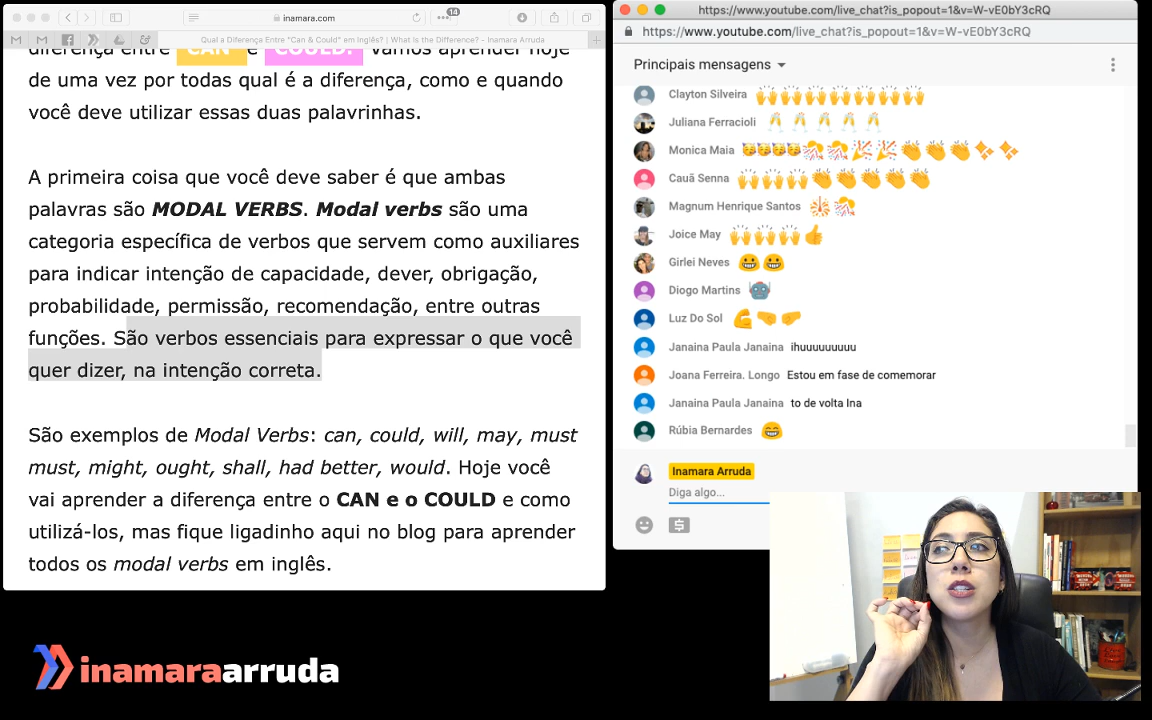 inamara.com
14
Qual a Diferença Entre "Can & Could" em Inglês? | What Is the Difference? - Inamara Arruda
diferença entre CAN e COULD. Vamos aprender hoje
de uma vez por todas qual é a diferença, como e quando
você deve utilizar essas duas palavrinhas.
A primeira coisa que você deve saber é que ambas
palavras são MODAL VERBS. Modal verbs são uma
categoria específica de verbos que servem como auxiliares
para indicar intenção de capacidade, dever, obrigação,
probabilidade, permissão, recomendação, entre outras
funções. São verbos essenciais para expressar o que você
quer dizer, na intenção correta.
São exemplos de Modal Verbs: can, could, will, may, must
must, might, ought, shall, had better, would. Hoje você
vai aprender a diferença entre o CAN e o COULD e como
utilizá-los, mas fique ligadinho aqui no blog para aprender
todos os modal verbs em inglês.
inamaraarruda
https://www.youtube.com/live_chat?is_popout=1&v=W-vE0bY3cRQ
https://www.youtube.com/live_chat?is_popout=1&v=W-vE0bY3cRQ
Principais mensagens
Clayton Silveira
Juliana Ferracioli
Monica Maia
Cauã Senna
Magnum Henrique Santos
Joice May
Girlei Neves
Diogo Martins
Luz Do Sol
Janaina Paula Janaina ihuuuuuuuuu
Joana Ferreira. Longo Estou em fase de comemorar
Janaina Paula Janaina to de volta Ina
Rúbia Bernardes
Inamara Arruda
Diga algo...